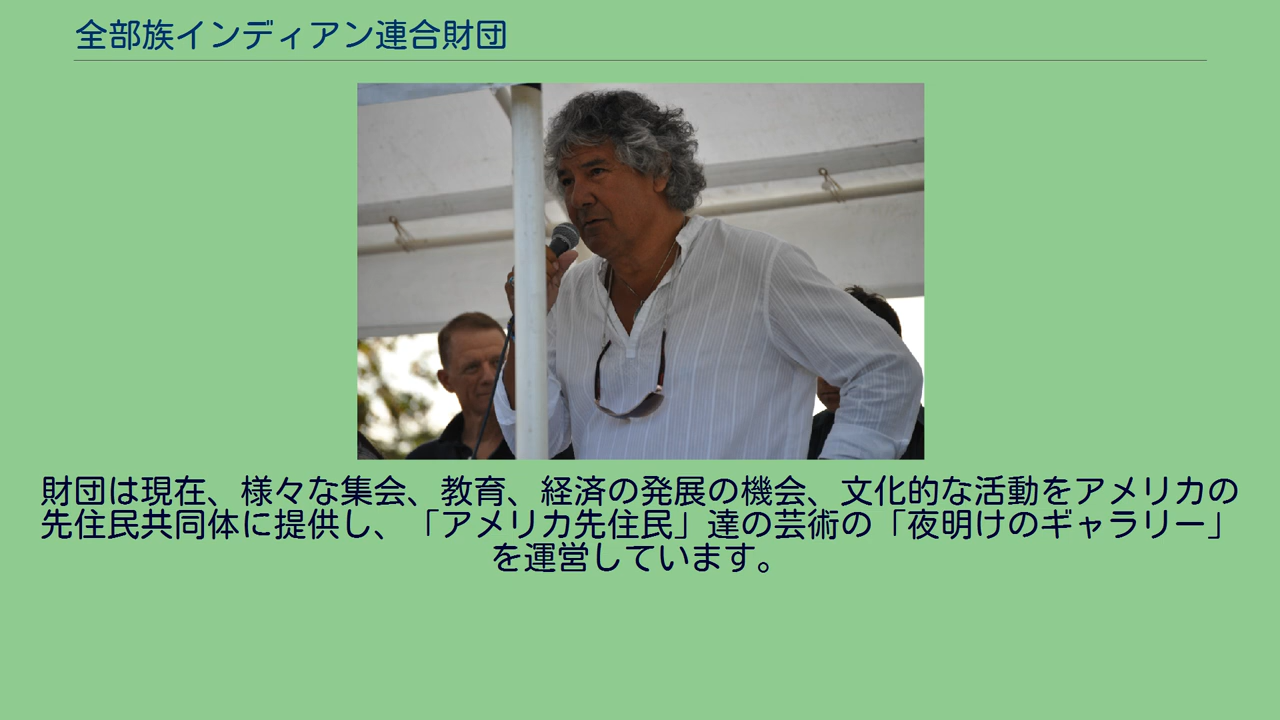 全部族インディアン連合財団
財団は現在、様々な集会、教育、経済の発展の機会、文化的な活動をアメリカの
先住民共同体に提供し、「アメリカ先住民」達の芸術の「夜明けのギャラリー」
を運営しています。